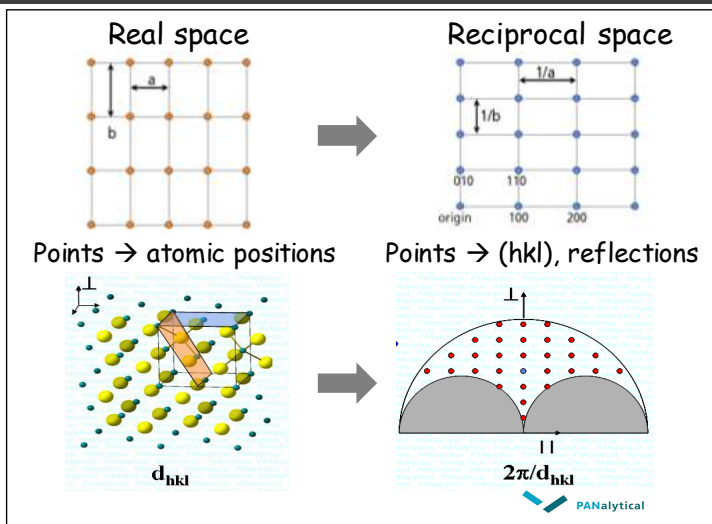 Real space
a
b
Reciprocal space
1/a
1/b
010 110
origin 100 200
Points → atomic positions
Points → (hkl), reflections
⊥
d_hkl
⊥
||
2π/d_hkl
PANalytical